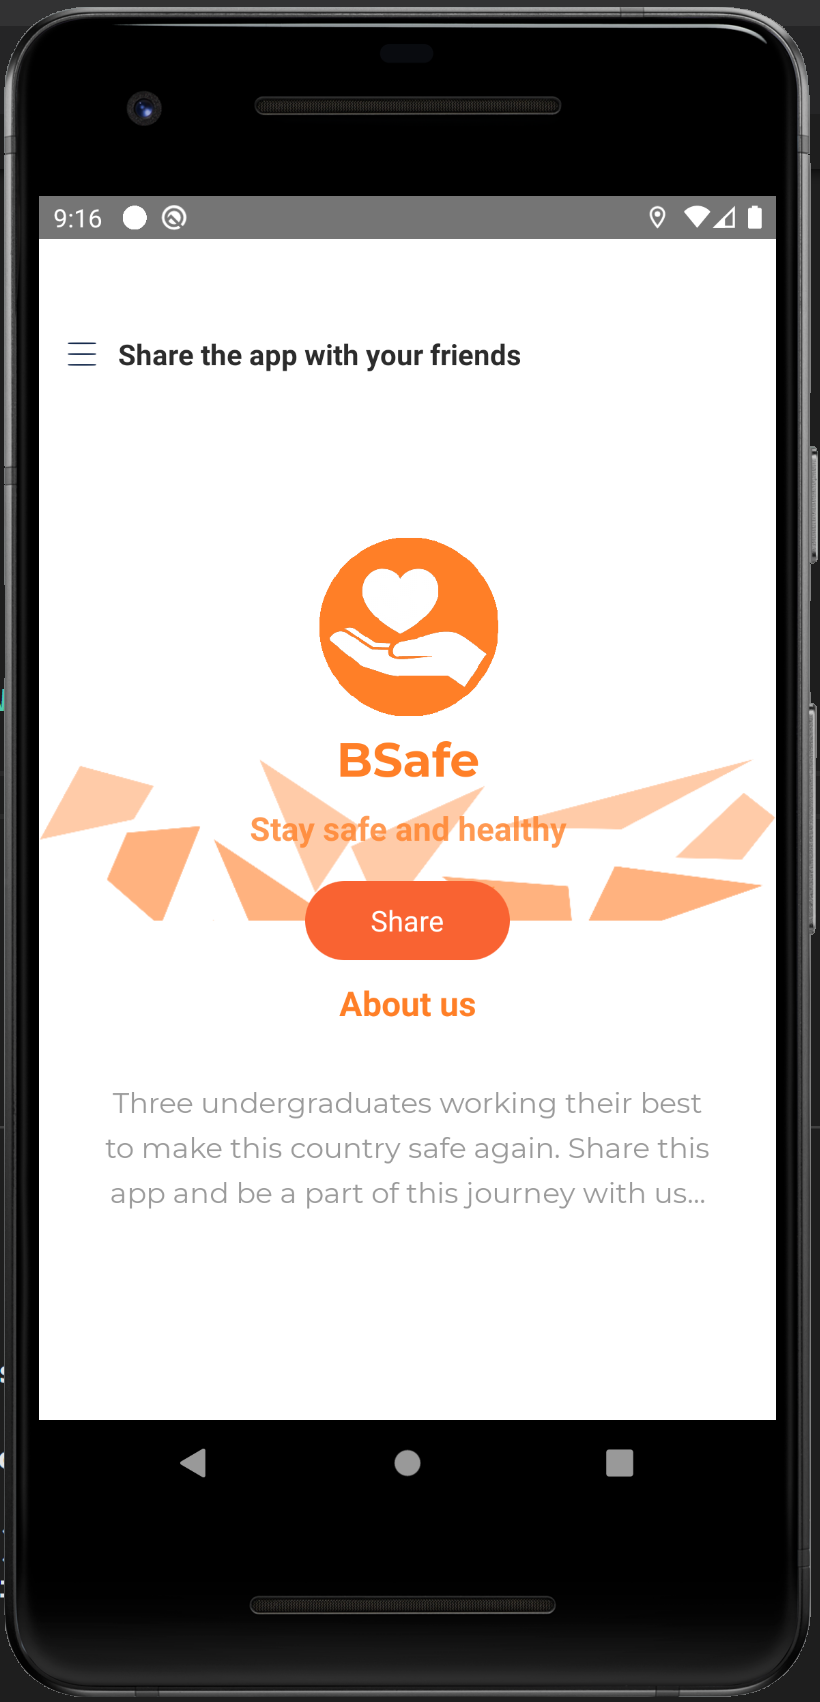 9:16
Share the app with your friends
BSafe
Stay safe and healthy
Share
About us
Three undergraduates working their best
to make this country safe again. Share this
app and be a part of this journey with us...